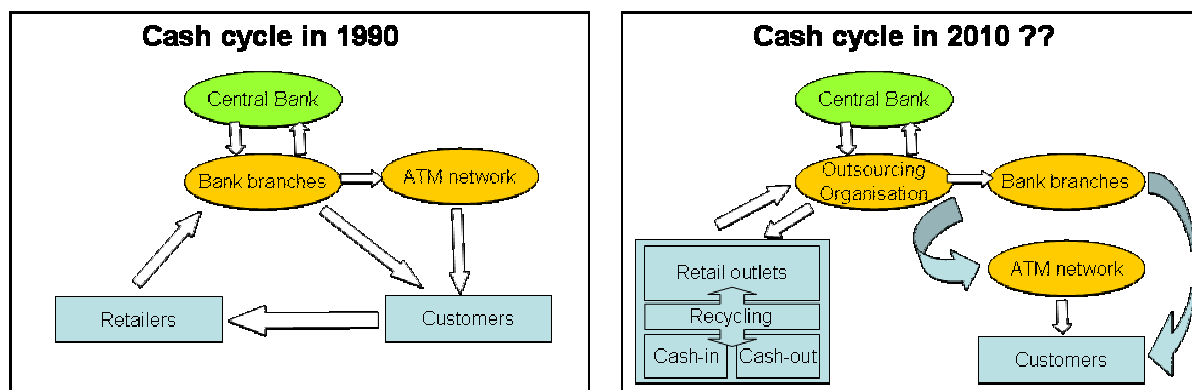 Cash cycle in 1990
Central Bank
Bank branches
ATM network
Retailers
Customers
Cash cycle in 2010 ??
Central Bank
Outsourcing
Organisation
Bank branches
ATM network
Retail outlets
Recycling
Cash-in
Cash-out
Customers